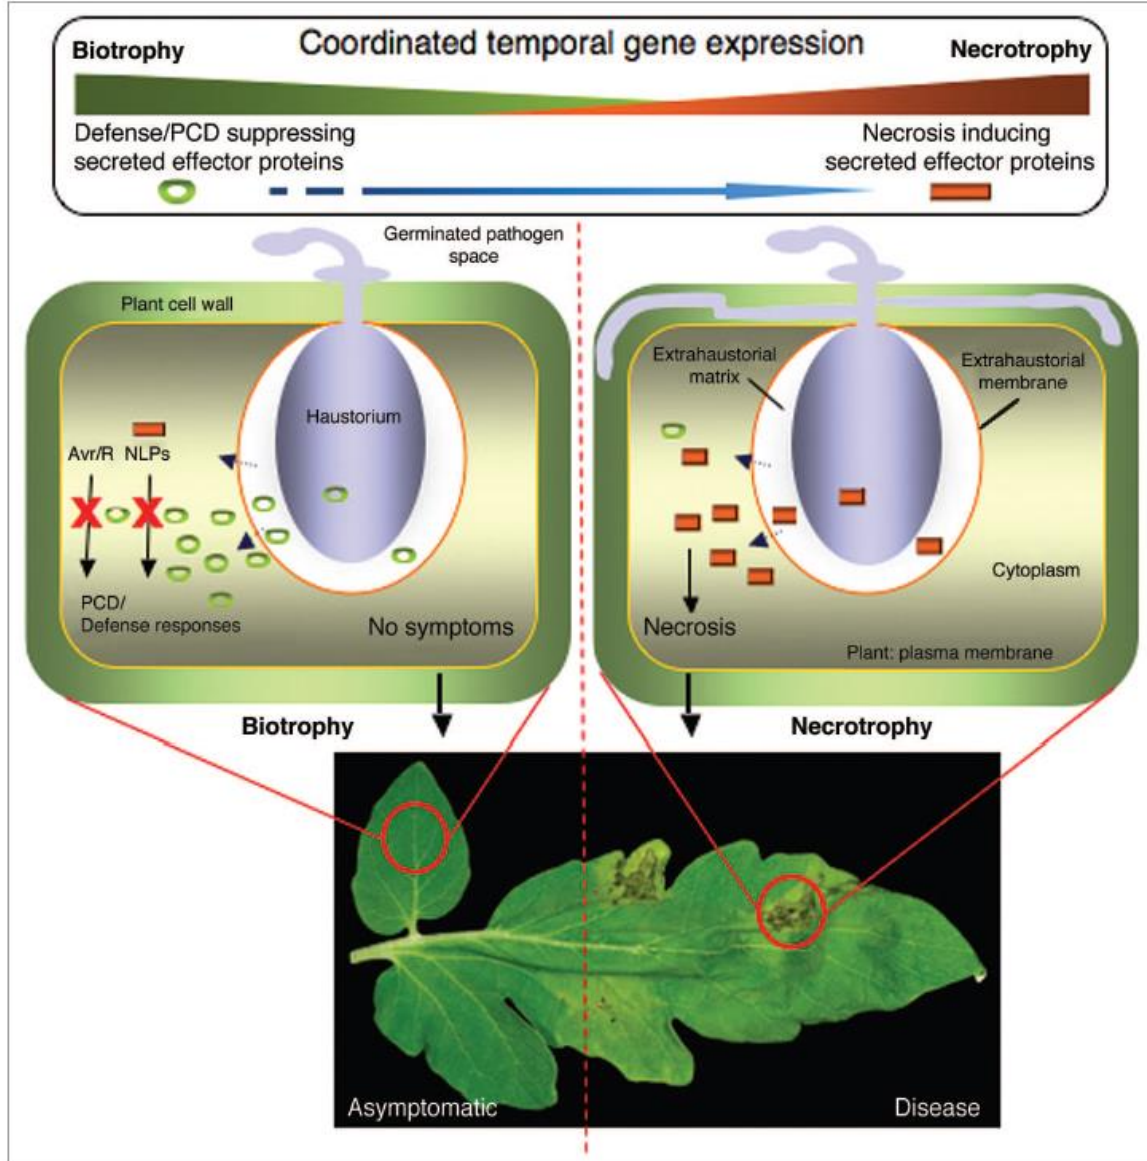 Biotrophy
Coordinated temporal gene expression
Necrotrophy
Defense/PCD suppressing
secreted effector proteins
Necrosis inducing
secreted effector proteins
Germinated pathogen
space
Plant cell wall
Haustorium
Avr/R NLPs
X X
PCD/
Defense responses
No symptoms
Extrahaustorial
matrix
Extrahaustorial
membrane
Cytoplasm
Necrosis
Plant: plasma membrane
Biotrophy
Necrotrophy
Asymptomatic
Disease